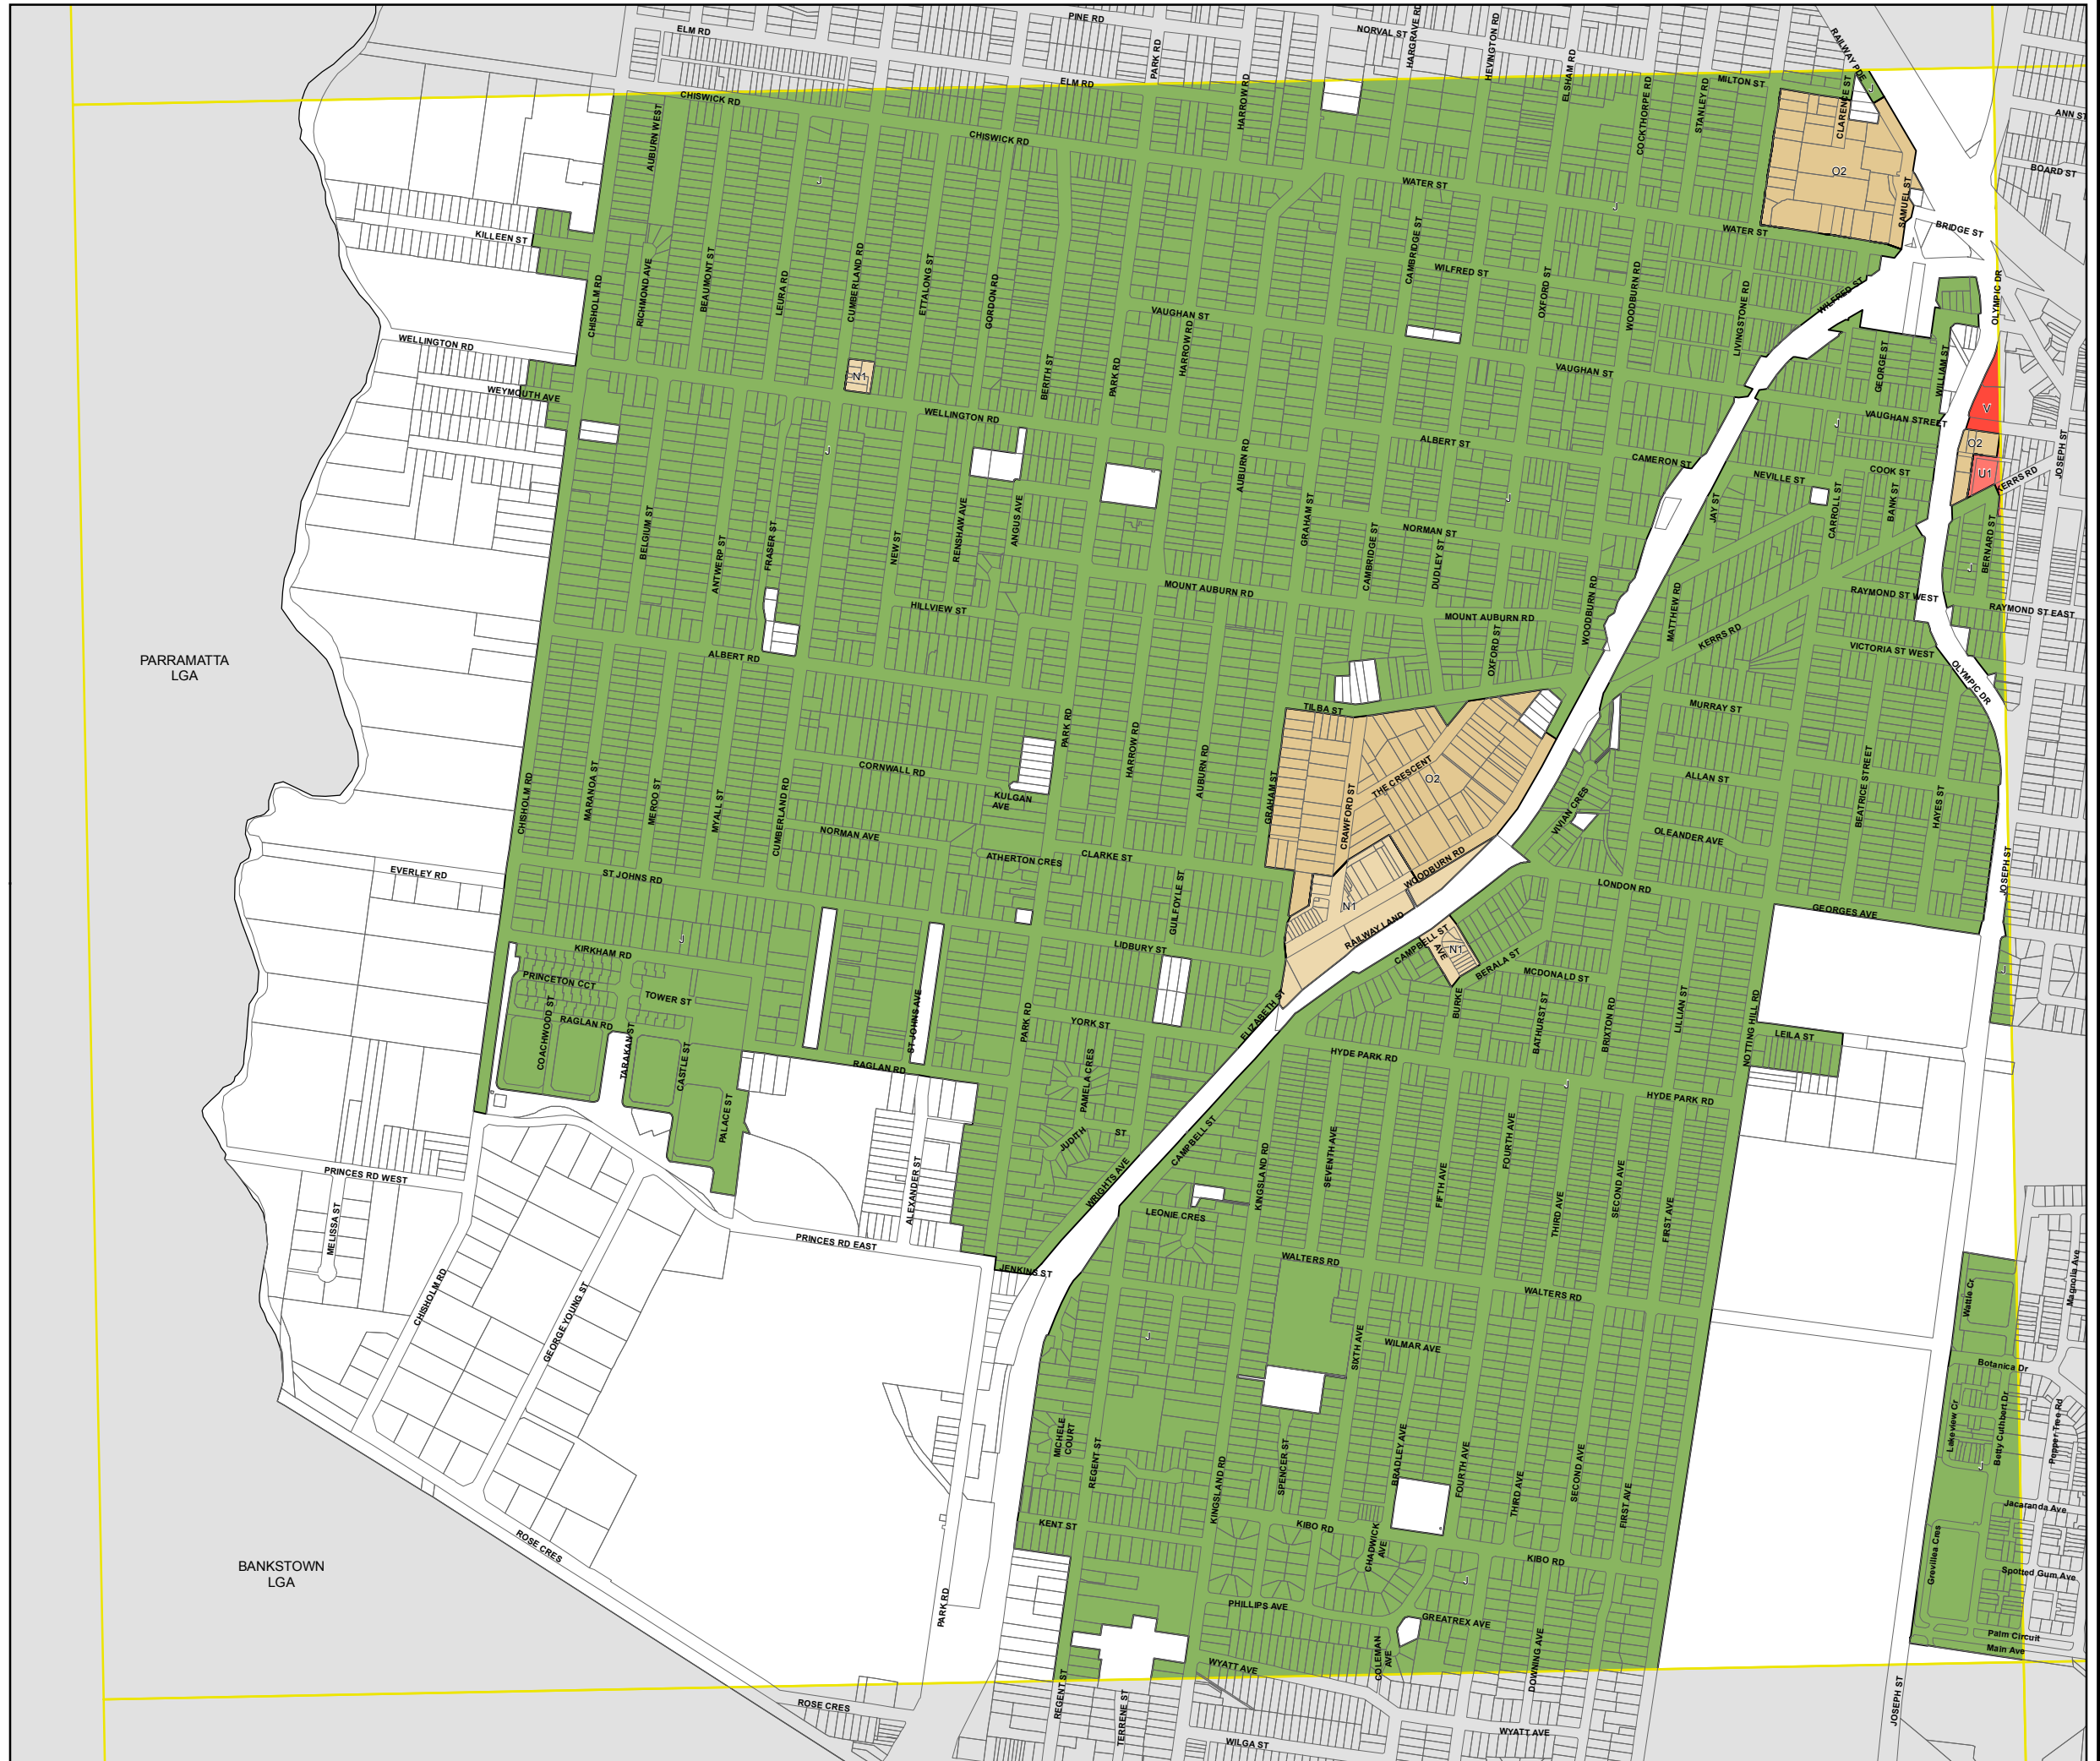 PINE RD
ELM RD
NORVAL ST
HARGRAVE RD
HEVINGTON RD
RAILWAY PDE
PARK RD
ELM RD
ELSHAM RD
MILTON ST
CHISWICK RD
HARROW RD
COCKTHORPE RD
STANLEY RD
CLARENCE ST
J
ANN ST
AUBURN WEST
CHISWICK RD
BOARD ST
J
WATER ST
O2
SAMUEL ST
J
KILLEEN ST
WATER ST
BRIDGE ST
CHISHOLM RD
RICHMOND AVE
BEAUMONT ST
LEURA RD
CUMBERLAND RD
ETTALONG ST
GORDON RD
CAMBRIDGE ST
WILFRED ST
OXFORD ST
WOODBURN RD
LIVINGSTONE RD
WILFRED ST
OLYMPIC DR
VAUGHAN ST
HARROW RD
WELLINGTON RD
BERITH ST
PARK RD
N1
VAUGHAN ST
GEORGE ST
WILLIAM ST
WEYMOUTH AVE
V
WELLINGTON RD
VAUGHAN STREET
J
J
ALBERT ST
O2
AUBURN RD
CAMERON ST
NEVILLE ST
COOK ST
U1
KERRS RD
JOSEPH ST
J
JAY ST
CARROLL ST
BANK ST
BELGIUM ST
ANTWERP ST
FRASER ST
NEW ST
RENSHAW AVE
ANGUS AVE
GRAHAM ST
CAMBRIDGE ST
NORMAN ST
DUDLEY ST
BERNARD ST
J
MOUNT AUBURN RD
WOODBURN RD
MATTHEW RD
RAYMOND ST WEST
RAYMOND ST EAST
HILLVIEW ST
MOUNT AUBURN RD
OXFORD ST
KERRS RD
VICTORIA ST WEST
PARRAMATTA
LGA
ALBERT RD
OLYMPIC DR
TILBA ST
MURRAY ST
PARK RD
HARROW RD
AUBURN RD
CORNWALL RD
THE CRESCENT
O2
ALLAN ST
CHISHOLM RD
MARANOA ST
MEROO ST
MYALL ST
CUMBERLAND RD
KULGAN
AVE
GRAHAM ST
CRAWFORD ST
VIVIAN CRES
BEATRICE STREET
HAYES ST
NORMAN AVE
OLEANDER AVE
ATHERTON CRES
CLARKE ST
EVERLEY RD
ST JOHNS RD
WOODBURN RD
JOSEPH ST
LONDON RD
GUILFOYLE ST
N1
GEORGES AVE
RAILWAY LAND
J
KIRKHAM RD
LIDBURY ST
CAMPBELL ST
AVE
N1
BERALA ST
MCDONALD ST
J
PRINCETON CCT
TOWER ST
COACHWOOD ST
RAGLAN RD
TARAKAN ST
CASTLE ST
ST JOHNS AVE
PARK RD
YORK ST
ELIZABETH ST
BURKE
BATHURST ST
BRIXTON RD
LILLIAN ST
NOTTING HILL RD
LEILA ST
RAGLAN RD
PAMELA CRES
HYDE PARK RD
J
HYDE PARK RD
PALACE ST
JUDITH
ST
CAMPBELL ST
KINGSLAND RD
SEVENTH AVE
FIFTH AVE
FOURTH AVE
PRINCES RD WEST
WRIGHTS AVE
THIRD AVE
SECOND AVE
FIRST AVE
MELISSA ST
ALEXANDER ST
LEONIE CRES
PRINCES RD EAST
WALTERS RD
JENKINS ST
WALTERS RD
Wattle Cr
Magnolia Ave
CHISHOLM RD
GEORGE YOUNG ST
J
SIXTH AVE
WILMAR AVE
Botanica Dr
MICHELE
COURT
REGENT ST
KINGSLAND RD
SPENCER ST
BRADLEY AVE
FOURTH AVE
THIRD AVE
SECOND AVE
FIRST AVE
Lakeview Cr
Betty Cuthbert Dr
Pepper Tree Rd
J
Jacaranda Ave
ROSE CRES
KENT ST
KIBO RD
CHADWICK
AVE
KIBO RD
J
Grevillea Cres
Spotted Gum Ave
BANKSTOWN
LGA
PARK RD
PHILLIPS AVE
GREATREX AVE
Palm Circuit
Main Ave
COLEMAN
AVE
DOWNING AVE
WYATT AVE
REGENT ST
TERRENE ST
ROSE CRES
WILGA ST
WYATT AVE
JOSEPH ST